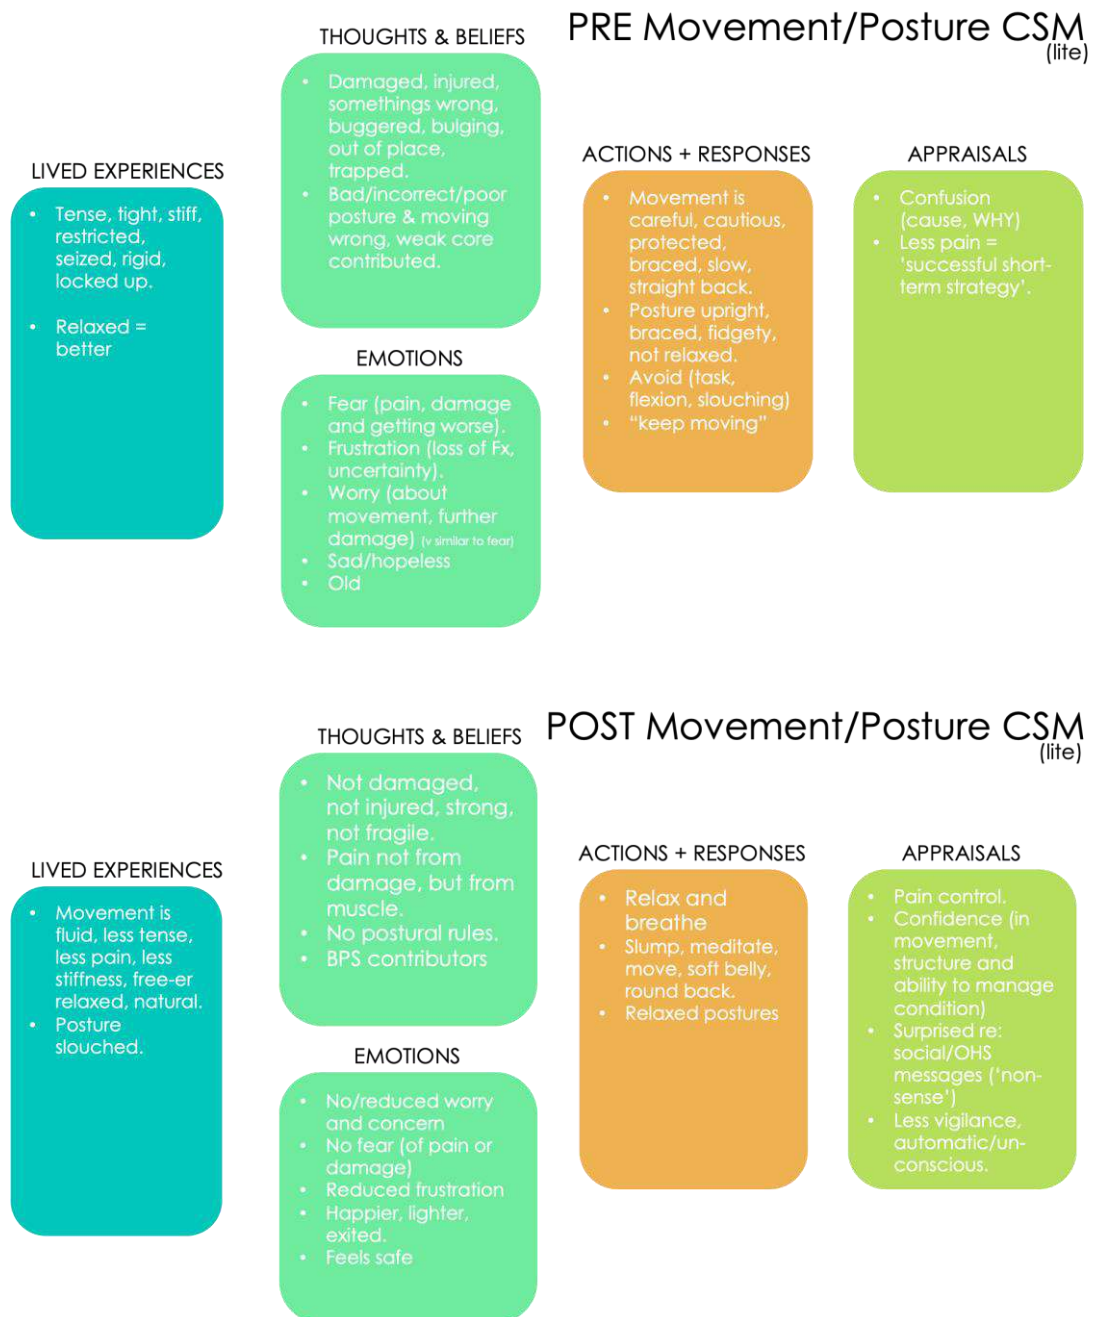 PRE Movement/Posture CSM
(lite)
LIVED EXPERIENCES
• Tense, tight, stiff,
restricted,
seized, rigid,
locked up.
• Relaxed =
better
THOUGHTS & BELIEFS
• Damaged, injured,
somethings wrong,
buggered, bulging,
out of place,
trapped.
• Bad/incorrect/poor
posture & moving
wrong, weak core
contributed.
EMOTIONS
• Fear (pain, damage
and getting worse).
• Frustration (loss of Fx,
uncertainty).
• Worry (about
movement, further
damage) (v similar to fear)
• Sad/hopeless
• Old
ACTIONS + RESPONSES
• Movement is
careful, cautious,
protected,
braced, slow,
straight back.
• Posture upright,
braced, fidgety,
not relaxed.
• Avoid (task,
flexion, slouching)
• “keep moving”
APPRAISALS
• Confusion
(cause, WHY)
• Less pain =
‘successful short-
term strategy’.
POST Movement/Posture CSM
(lite)
LIVED EXPERIENCES
• Movement is
fluid, less tense,
less pain, less
stiffness, free-er
relaxed, natural.
• Posture
slouched.
THOUGHTS & BELIEFS
• Not damaged,
not injured, strong,
not fragile.
• Pain not from
damage, but from
muscle.
• No postural rules.
• BPS contributors
EMOTIONS
• No/reduced worry
and concern
• No fear (of pain or
damage)
• Reduced frustration
• Happier, lighter,
exited.
• Feels safe
ACTIONS + RESPONSES
• Relax and
breathe
• Slump, meditate,
move, soft belly,
round back.
• Relaxed postures
APPRAISALS
• Pain control.
• Confidence (in
movement,
structure and
ability to manage
condition)
• Surprised re:
social/OHS
messages (‘non-
sense’)
• Less vigilance,
automatic/un-
conscious.